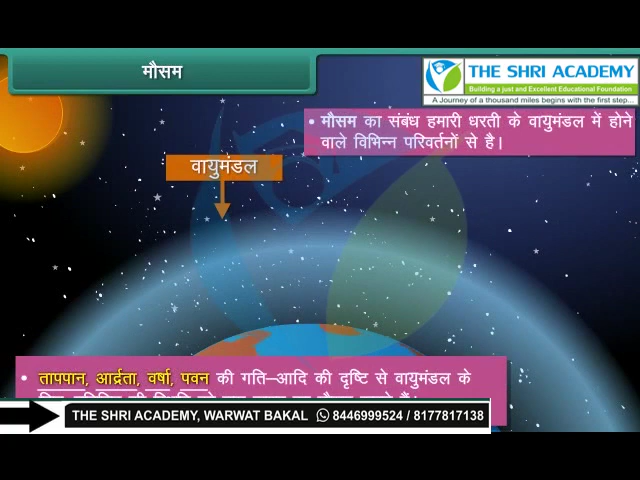 मौसम
THE SHRI ACADEMY
Building a just and Excellent Educational Foundation
A Journey of a thousand miles begins with the first step...
• मौसम का संबंध हमारी धरती के वायुमंडल में होने
वाले विभिन्न परिवर्तनों से है।
वायुमंडल
• तापपान, आर्द्रता, वर्षा, पवन की गति–आदि की दृष्टि से वायुमंडल के
THE SHRI ACADEMY, WARWAT BAKAL 8446999524 / 8177817138